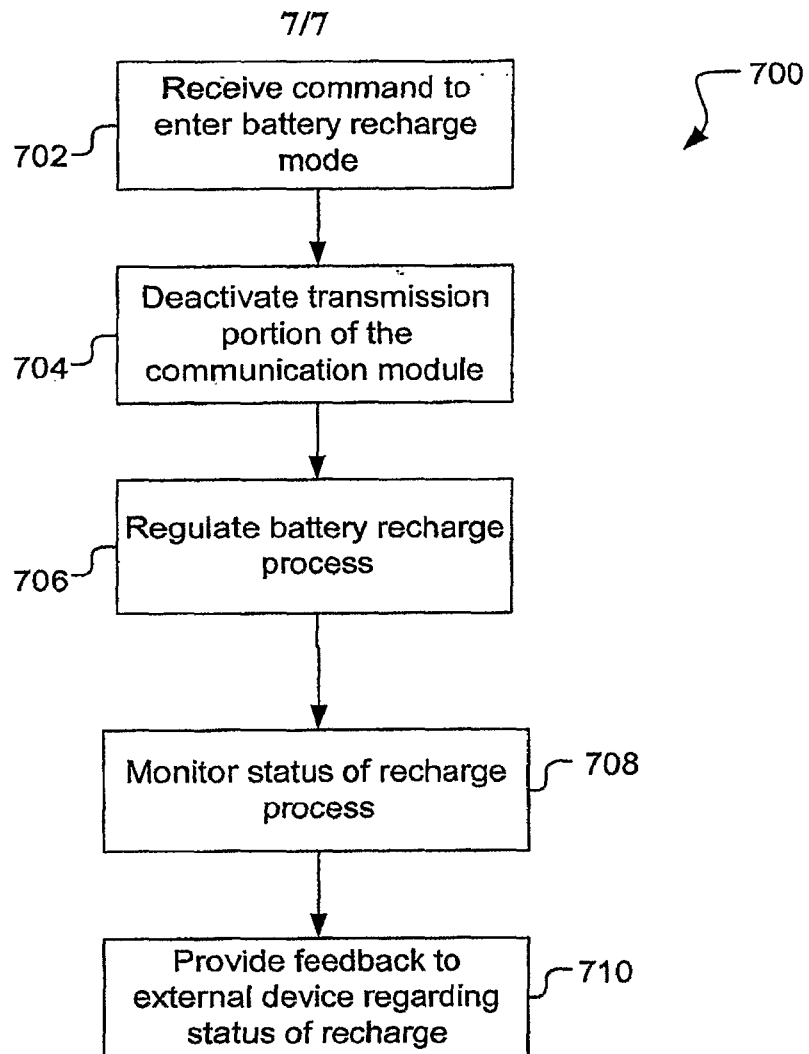 7/7
700
Receive command to
enter battery recharge
mode
702
Deactivate transmission
portion of the
communication module
704
Regulate battery recharge
process
706
Monitor status of recharge
process
708
Provide feedback to
external device regarding
status of recharge
710